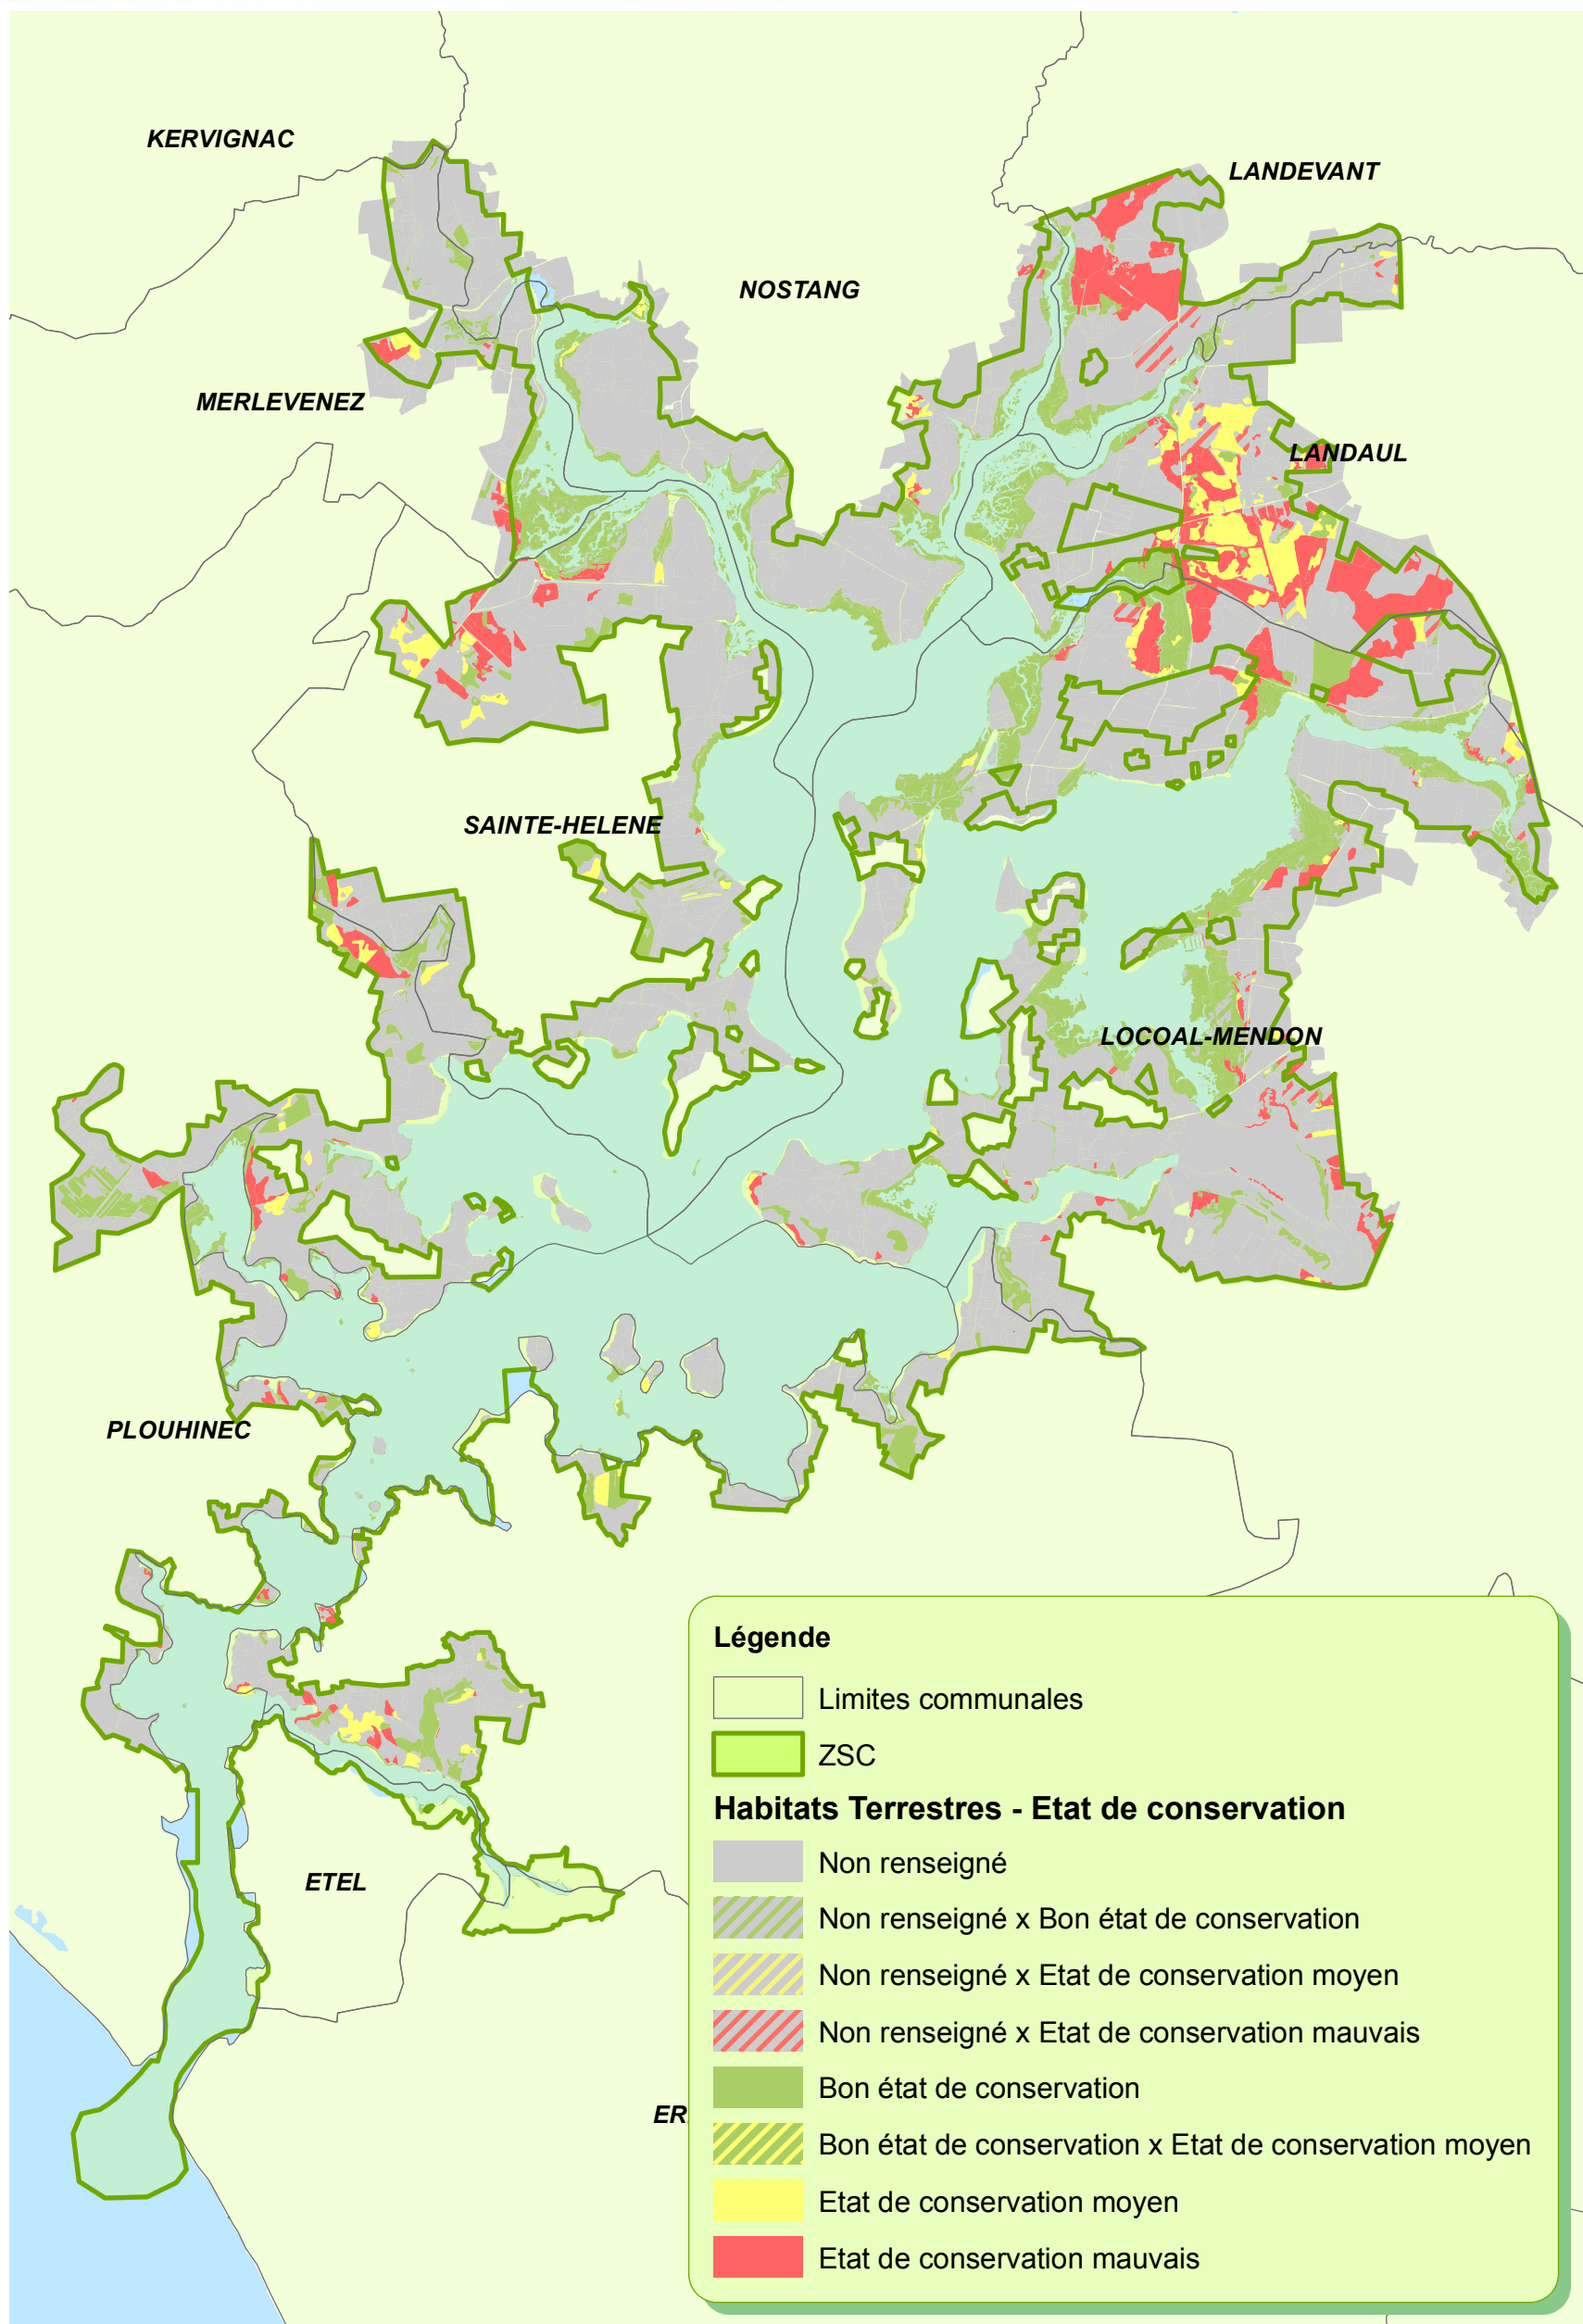 KERVIGNAC
LANDEVANT
NOSTANG
MERLEVENEZ
LANDAUL
SAINTE-HELENE
LOCOAL-MENDON
PLOUHINEC
ETEL
ER
Légende
Limites communales
ZSC
Habitats Terrestres - Etat de conservation
Non renseigné
Non renseigné x Bon état de conservation
Non renseigné x Etat de conservation moyen
Non renseigné x Etat de conservation mauvais
Bon état de conservation
Bon état de conservation x Etat de conservation moyen
Etat de conservation moyen
Etat de conservation mauvais